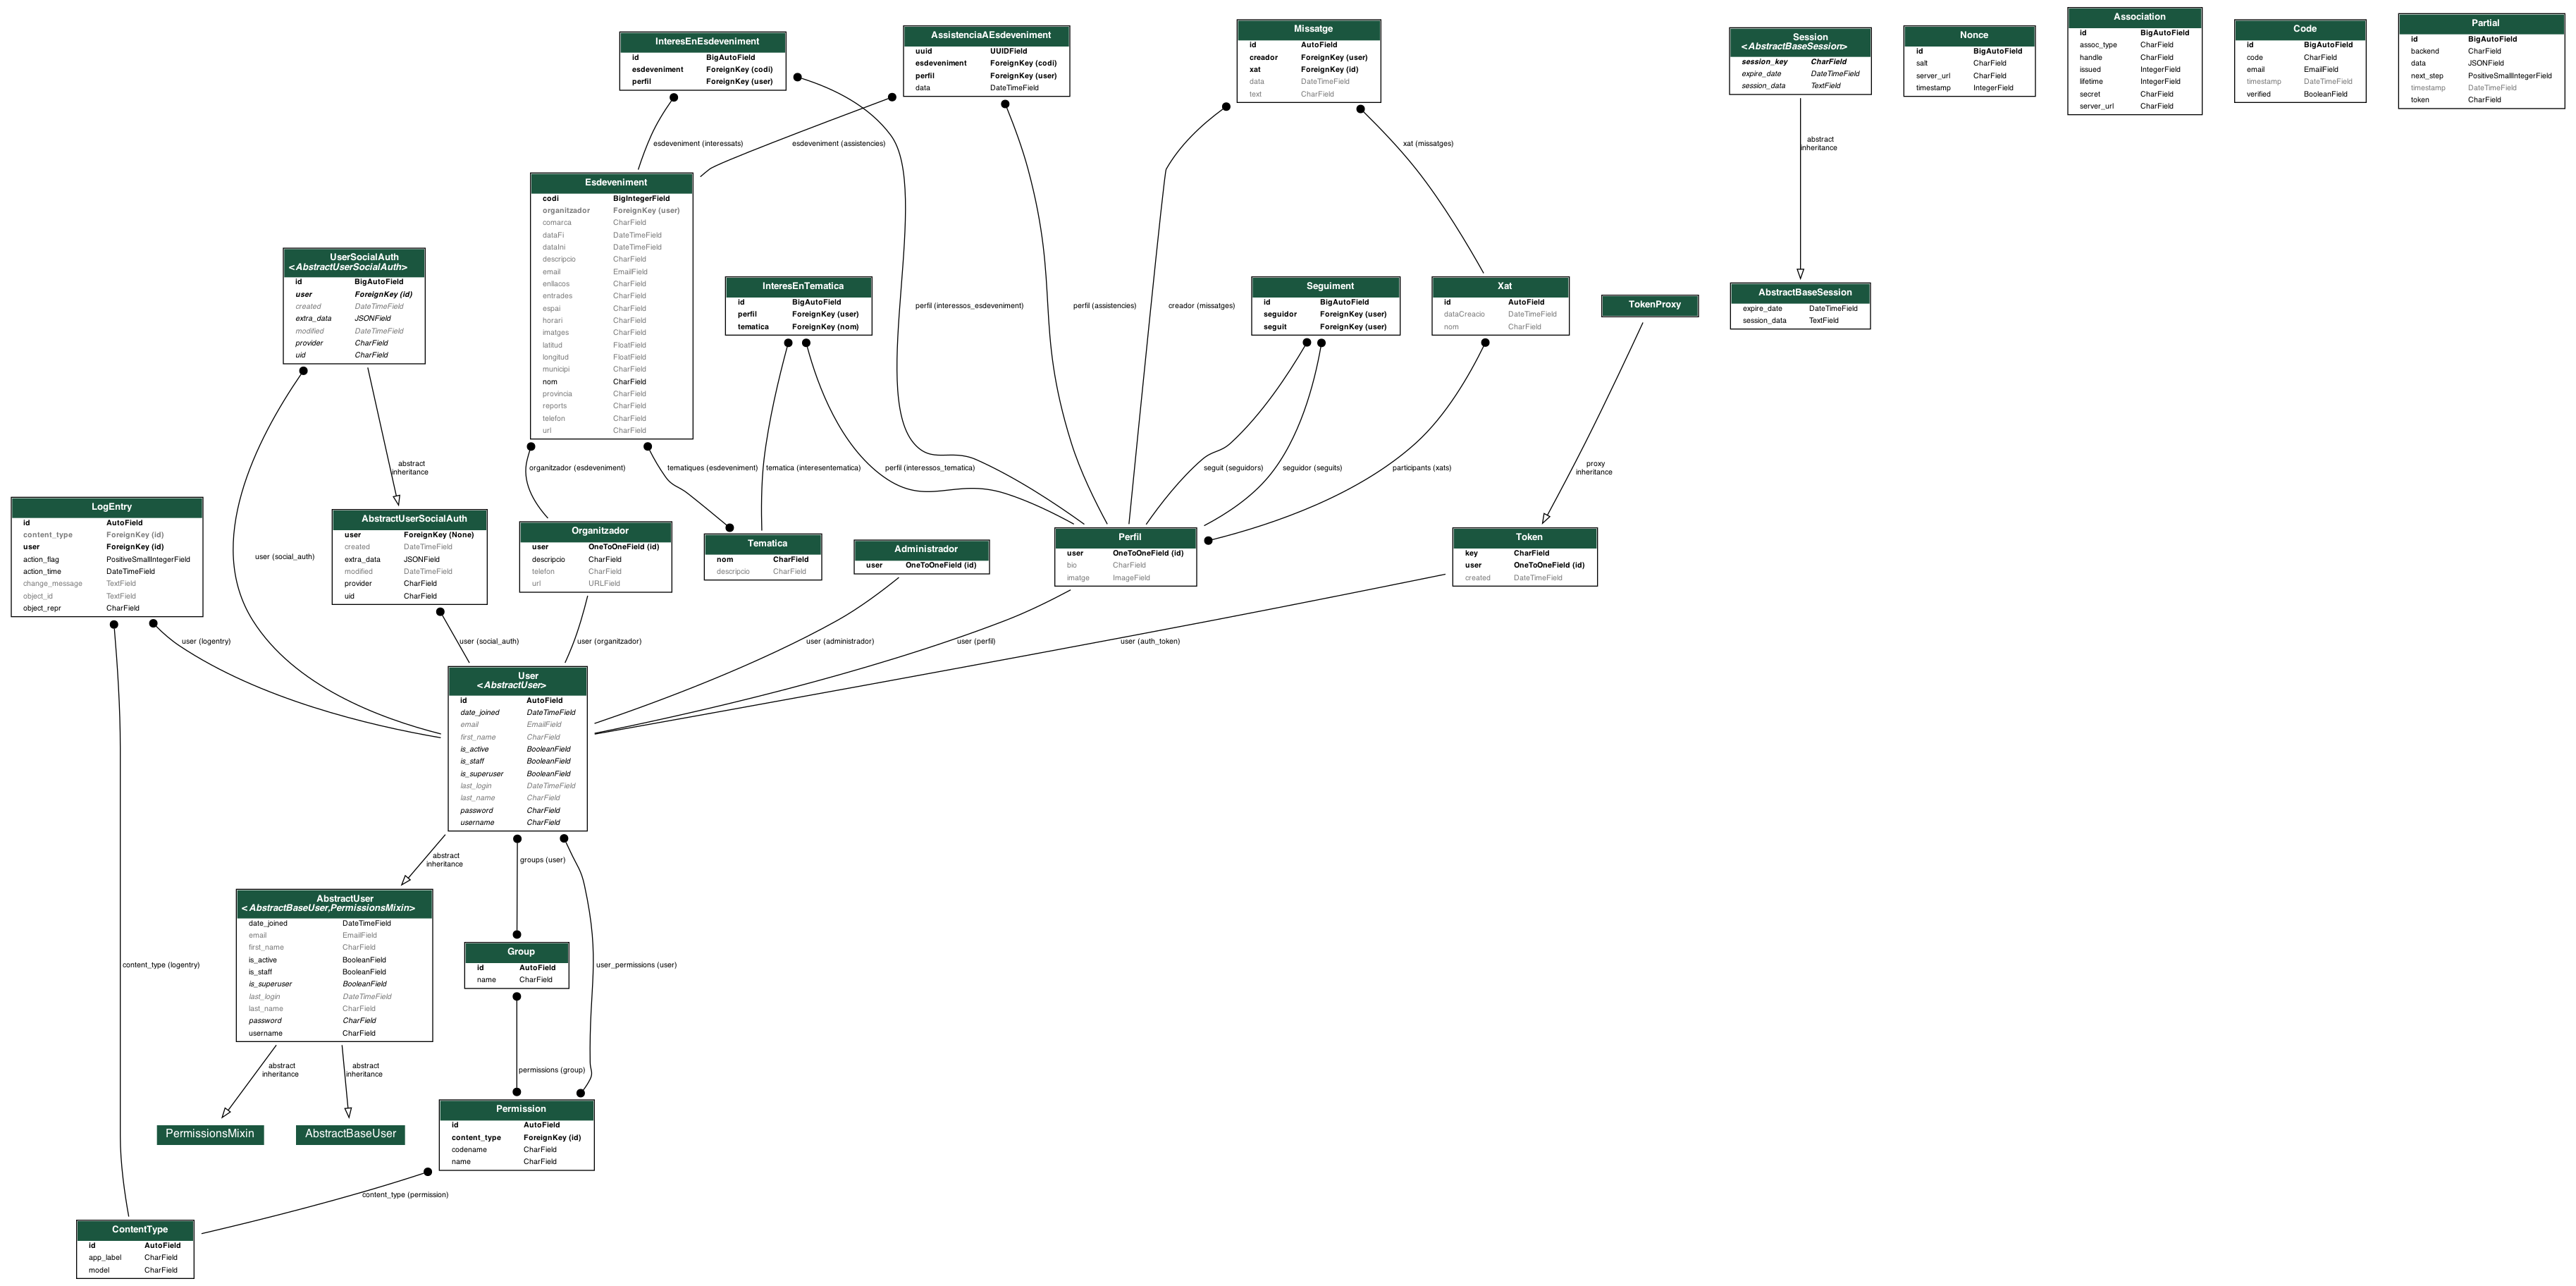 InteresEnEsdeveniment
id BigAutoField
esdeveniment ForeignKey (codi)
perfil ForeignKey (user)
AssistenciaAEsdeveniment
uuid UUIDField
esdeveniment ForeignKey (codi)
perfil ForeignKey (user)
data DateTimeField
Missatge
id AutoField
creador ForeignKey (user)
xat ForeignKey (id)
data DateTimeField
text CharField
Session
<AbstractBaseSession>
session_key CharField
expire_date DateTimeField
session_data TextField
Nonce
id BigAutoField
salt CharField
server_url CharField
timestamp IntegerField
Association
id BigAutoField
assoc_type CharField
handle CharField
issued IntegerField
lifetime IntegerField
secret CharField
server_url CharField
Code
id BigAutoField
code CharField
email EmailField
timestamp DateTimeField
verified BooleanField
Partial
id BigAutoField
backend CharField
data JSONField
next_step PositiveSmallIntegerField
timestamp DateTimeField
token CharField
esdeveniment (interessats)
esdeveniment (assistencies)
xat (missatges)
abstract
inheritance
Esdeveniment
codi BigIntegerField
organitzador ForeignKey (user)
comarca CharField
dataFi DateTimeField
dataIni DateTimeField
descripcio CharField
email EmailField
enllacos CharField
entrades CharField
espai CharField
horari CharField
imatges CharField
latitud FloatField
longitud FloatField
municipi CharField
nom CharField
provincia CharField
reports CharField
telefon CharField
url CharField
UserSocialAuth
<AbstractUserSocialAuth>
id BigAutoField
user ForeignKey (id)
created DateTimeField
extra_data JSONField
modified DateTimeField
provider CharField
uid CharField
InteresEnTematica
id BigAutoField
perfil ForeignKey (user)
tematica ForeignKey (nom)
perfil (interessos_esdeveniment)
perfil (assistencies)
creador (missatges)
Seguiment
id BigAutoField
seguidor ForeignKey (user)
seguit ForeignKey (user)
Xat
id AutoField
dataCreacio DateTimeField
nom CharField
TokenProxy
AbstractBaseSession
expire_date DateTimeField
session_data TextField
abstract
inheritance
organitzador (esdeveniment)
tematiques (esdeveniment)
tematica (interesentematica)
perfil (interessos_tematica)
seguit (seguidors)
seguidor (seguits)
participants (xats)
proxy
inheritance
LogEntry
id AutoField
content_type ForeignKey (id)
user ForeignKey (id)
action_flag PositiveSmallIntegerField
action_time DateTimeField
change_message TextField
object_id TextField
object_repr CharField
user (social_auth)
AbstractUserSocialAuth
user ForeignKey (None)
created DateTimeField
extra_data JSONField
modified DateTimeField
provider CharField
uid CharField
Organitzador
user OneToOneField (id)
descripcio CharField
telefon CharField
url URLField
Tematica
nom CharField
descripcio CharField
Administrador
user OneToOneField (id)
Perfil
user OneToOneField (id)
bio CharField
imatge ImageField
Token
key CharField
user OneToOneField (id)
created DateTimeField
user (logentry)
user (social_auth)
user (organitzador)
user (administrador)
user (perfil)
user (auth_token)
User
<AbstractUser>
id AutoField
date_joined DateTimeField
email EmailField
first_name CharField
is_active BooleanField
is_staff BooleanField
is_superuser BooleanField
last_login DateTimeField
last_name CharField
password CharField
username CharField
abstract
inheritance
groups (user)
AbstractUser
<AbstractBaseUser,PermissionsMixin>
date_joined DateTimeField
email EmailField
first_name CharField
is_active BooleanField
is_staff BooleanField
is_superuser BooleanField
last_login DateTimeField
last_name CharField
password CharField
username CharField
content_type (logentry)
Group
id AutoField
name CharField
user_permissions (user)
abstract
inheritance
abstract
inheritance
permissions (group)
PermissionsMixin
AbstractBaseUser
Permission
id AutoField
content_type ForeignKey (id)
codename CharField
name CharField
content_type (permission)
ContentType
id AutoField
app_label CharField
model CharField